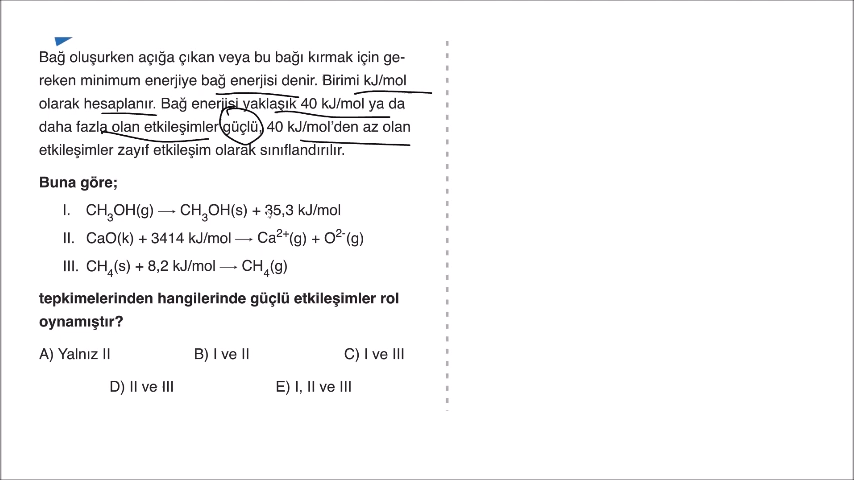 Bağ oluşurken açığa çıkan veya bu bağı kırmak için ge-
reken minimum enerjiye bağ enerjisi denir. Birimi kJ/mol
olarak hesaplanır. Bağ enerjisi yaklaşık 40 kJ/mol ya da
daha fazla olan etkileşimler güçlü, 40 kJ/mol'den az olan
etkileşimler zayıf etkileşim olarak sınıflandırılır.
Buna göre;
I. CH₃OH(g) ⟶ CH₃OH(s) + 35,3 kJ/mol
II. CaO(k) + 3414 kJ/mol ⟶ Ca²⁺(g) + O²⁻(g)
III. CH₄(s) + 8,2 kJ/mol ⟶ CH₄(g)
tepkimelerinden hangilerinde güçlü etkileşimler rol
oynamıştır?
A) Yalnız II B) I ve II C) I ve III
D) II ve III E) I, II ve III